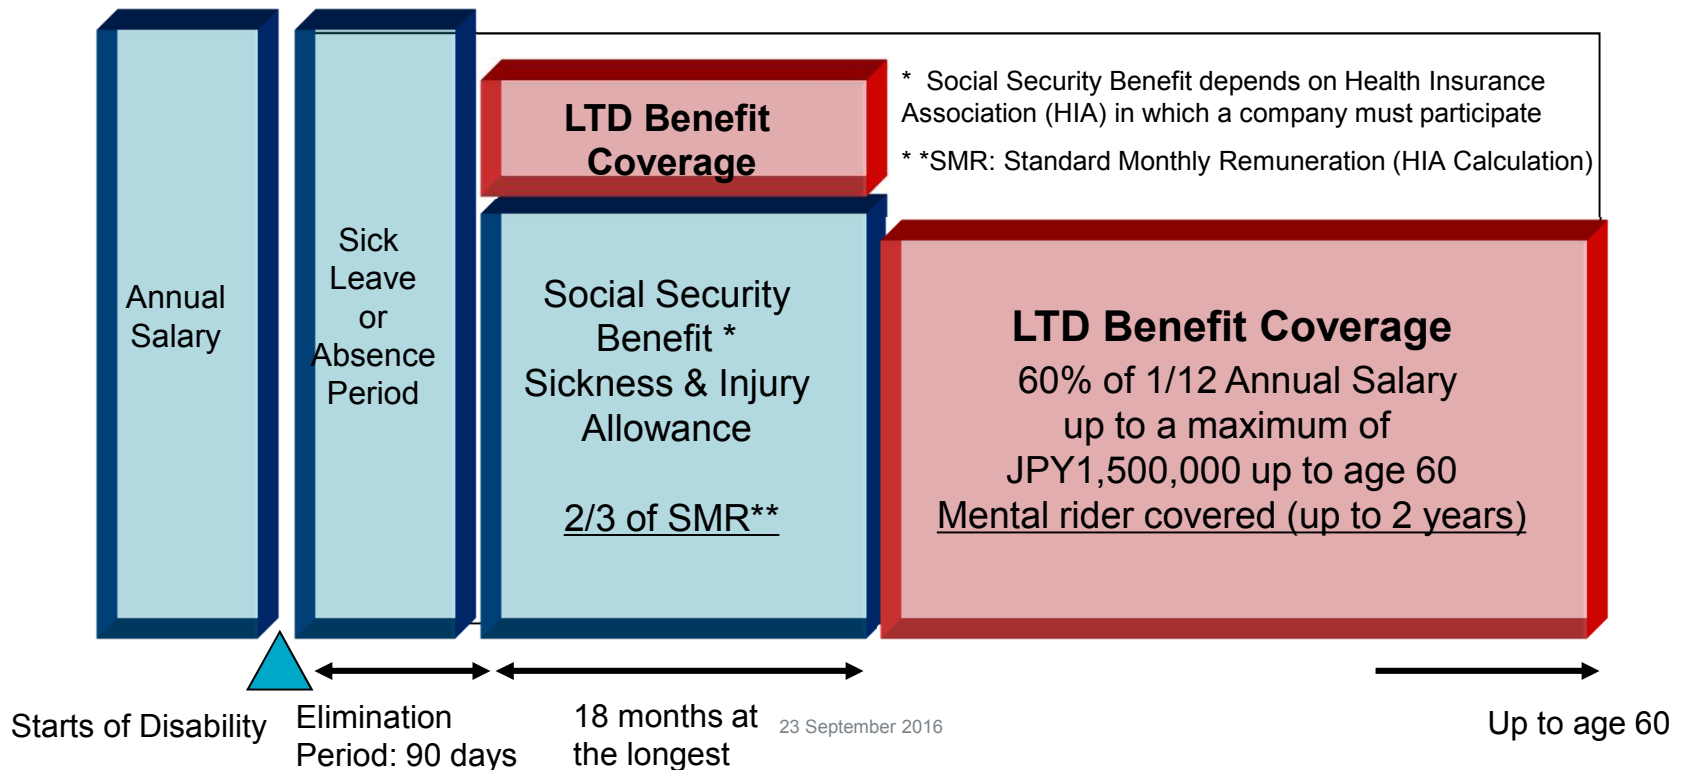 Annual
Salary
Sick
Leave
or
Absence
Period
LTD Benefit
Coverage
Social Security
Benefit *
Sickness & Injury
Allowance
2/3 of SMR**
* Social Security Benefit depends on Health Insurance
Association (HIA) in which a company must participate
* *SMR: Standard Monthly Remuneration (HIA Calculation)
LTD Benefit Coverage
60% of 1/12 Annual Salary
up to a maximum of
JPY1,500,000 up to age 60
Mental rider covered (up to 2 years)
Starts of Disability
Elimination
Period: 90 days
18 months at
the longest
23 September 2016
Up to age 60